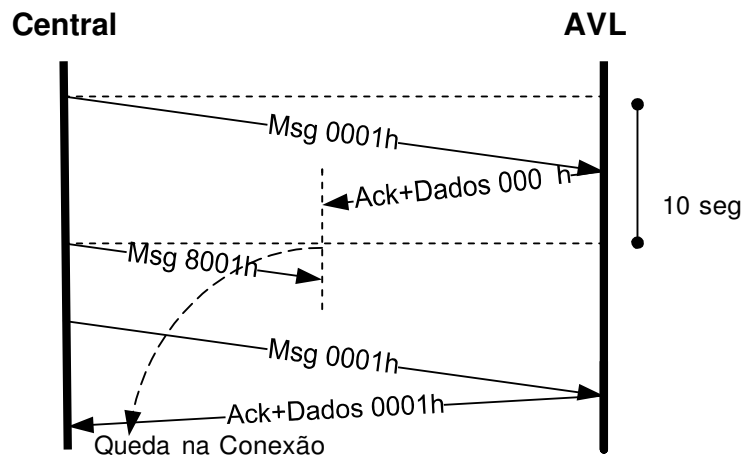 Central
AVL
Msg 0001h
Ack+Dados 000 h
10 seg
Msg 8001h
Msg 0001h
Ack+Dados 0001h
Queda na Conexão